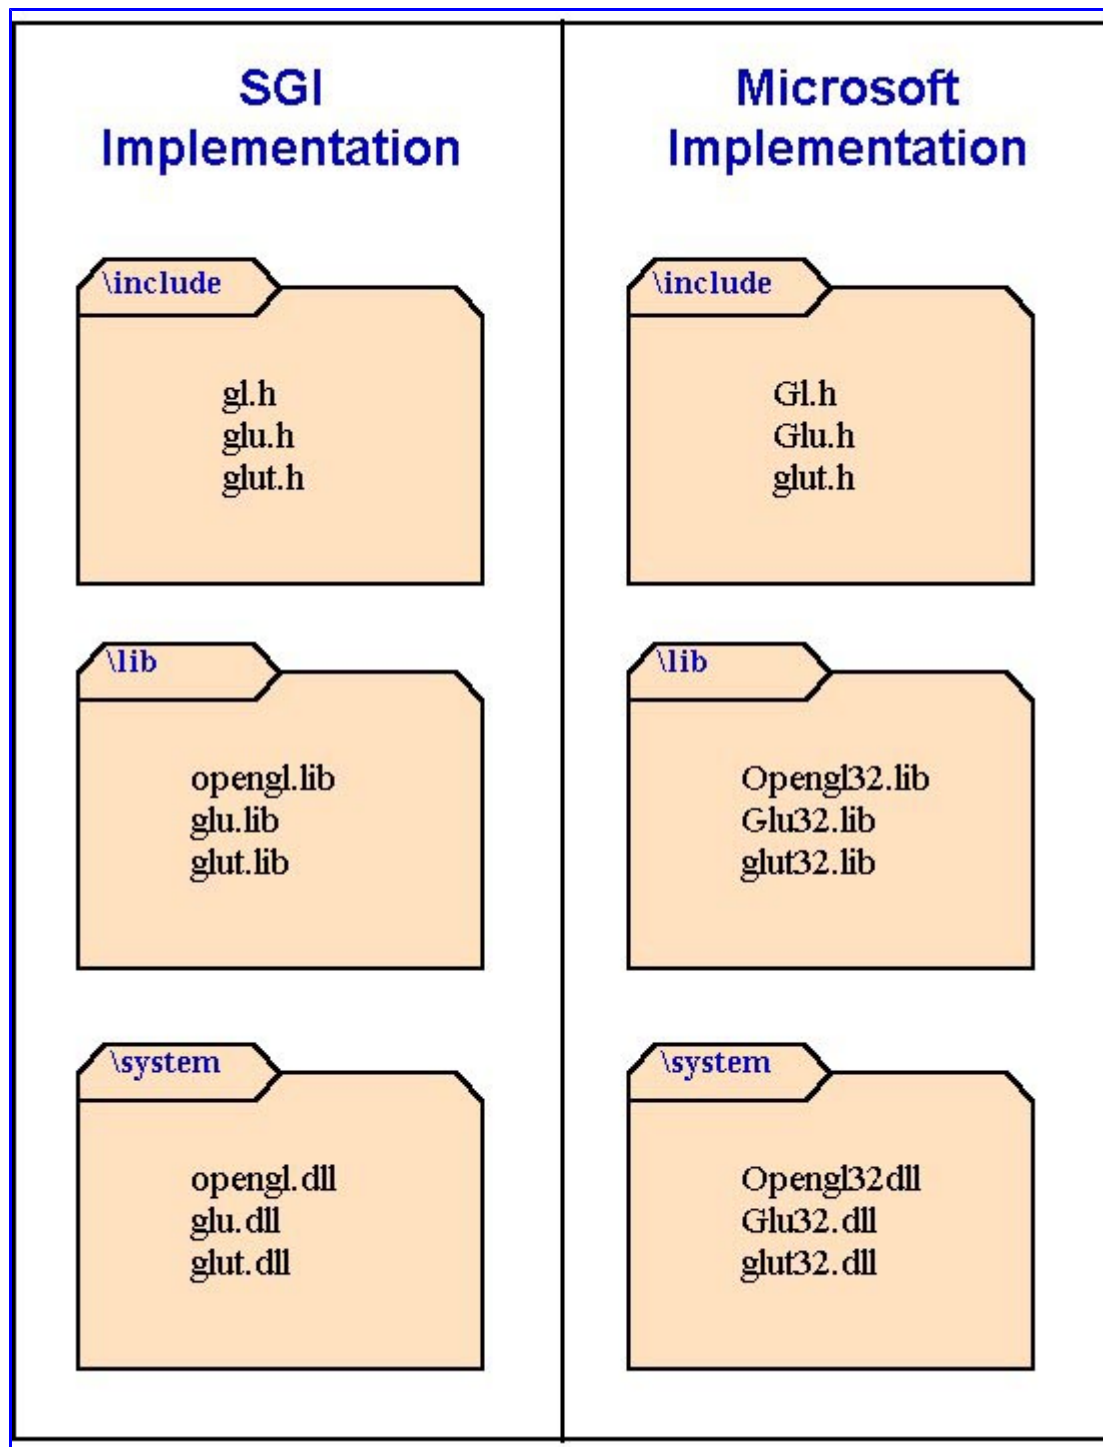 SGI
Implementation
\include
gl.h
glu.h
glut.h
\lib
opengl.lib
glu.lib
glut.lib
\system
opengl.dll
glu.dll
glut.dll
Microsoft
Implementation
\include
Gl.h
Glu.h
glut.h
\lib
Opengl32.lib
Glu32.lib
glut32.lib
\system
Opengl32dll
Glu32.dll
glut32.dll